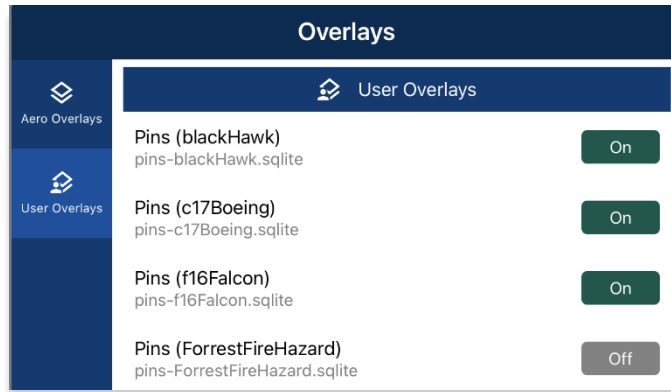 Overlays
Aero Overlays
User Overlays
User Overlays
Pins (blackHawk)
pins-blackHawk.sqlite
On
Pins (c17Boeing)
pins-c17Boeing.sqlite
On
Pins (f16Falcon)
pins-f16Falcon.sqlite
On
Pins (ForrestFireHazard)
pins-ForrestFireHazard.sqlite
Off